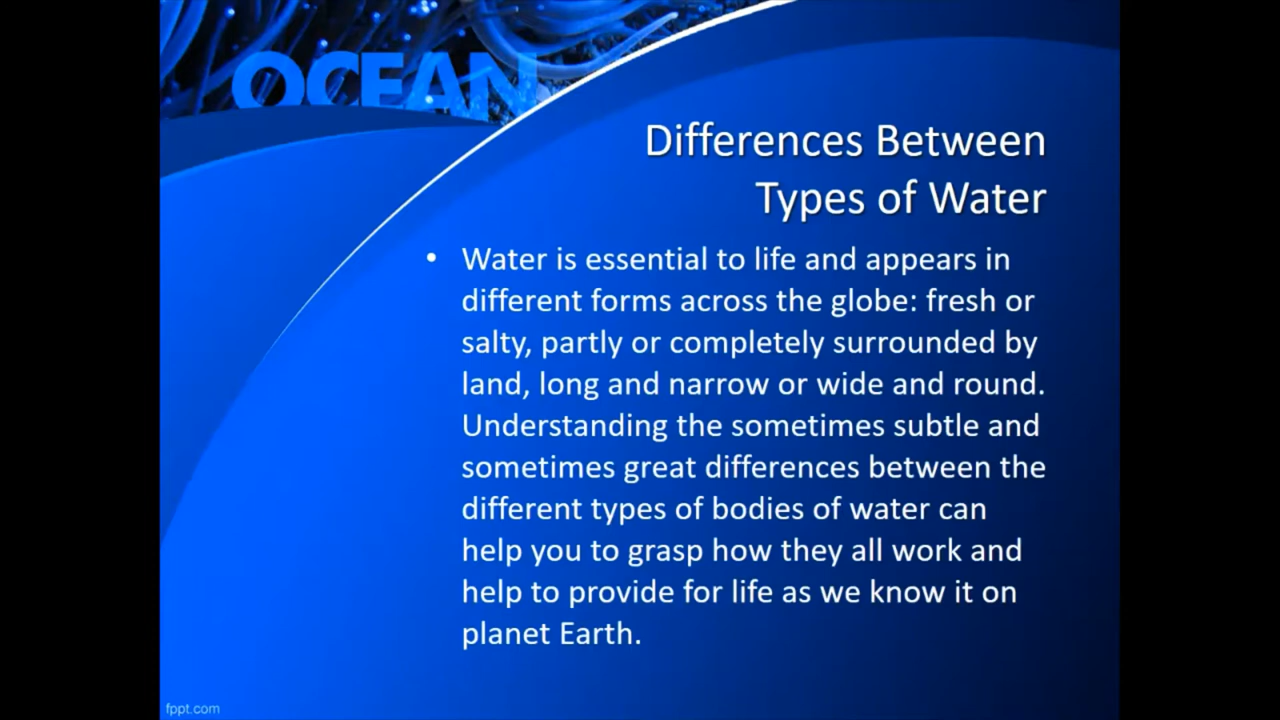 OCEAN
Differences Between
Types of Water
• Water is essential to life and appears in
different forms across the globe: fresh or
salty, partly or completely surrounded by
land, long and narrow or wide and round.
Understanding the sometimes subtle and
sometimes great differences between the
different types of bodies of water can
help you to grasp how they all work and
help to provide for life as we know it on
planet Earth.
fppt.com